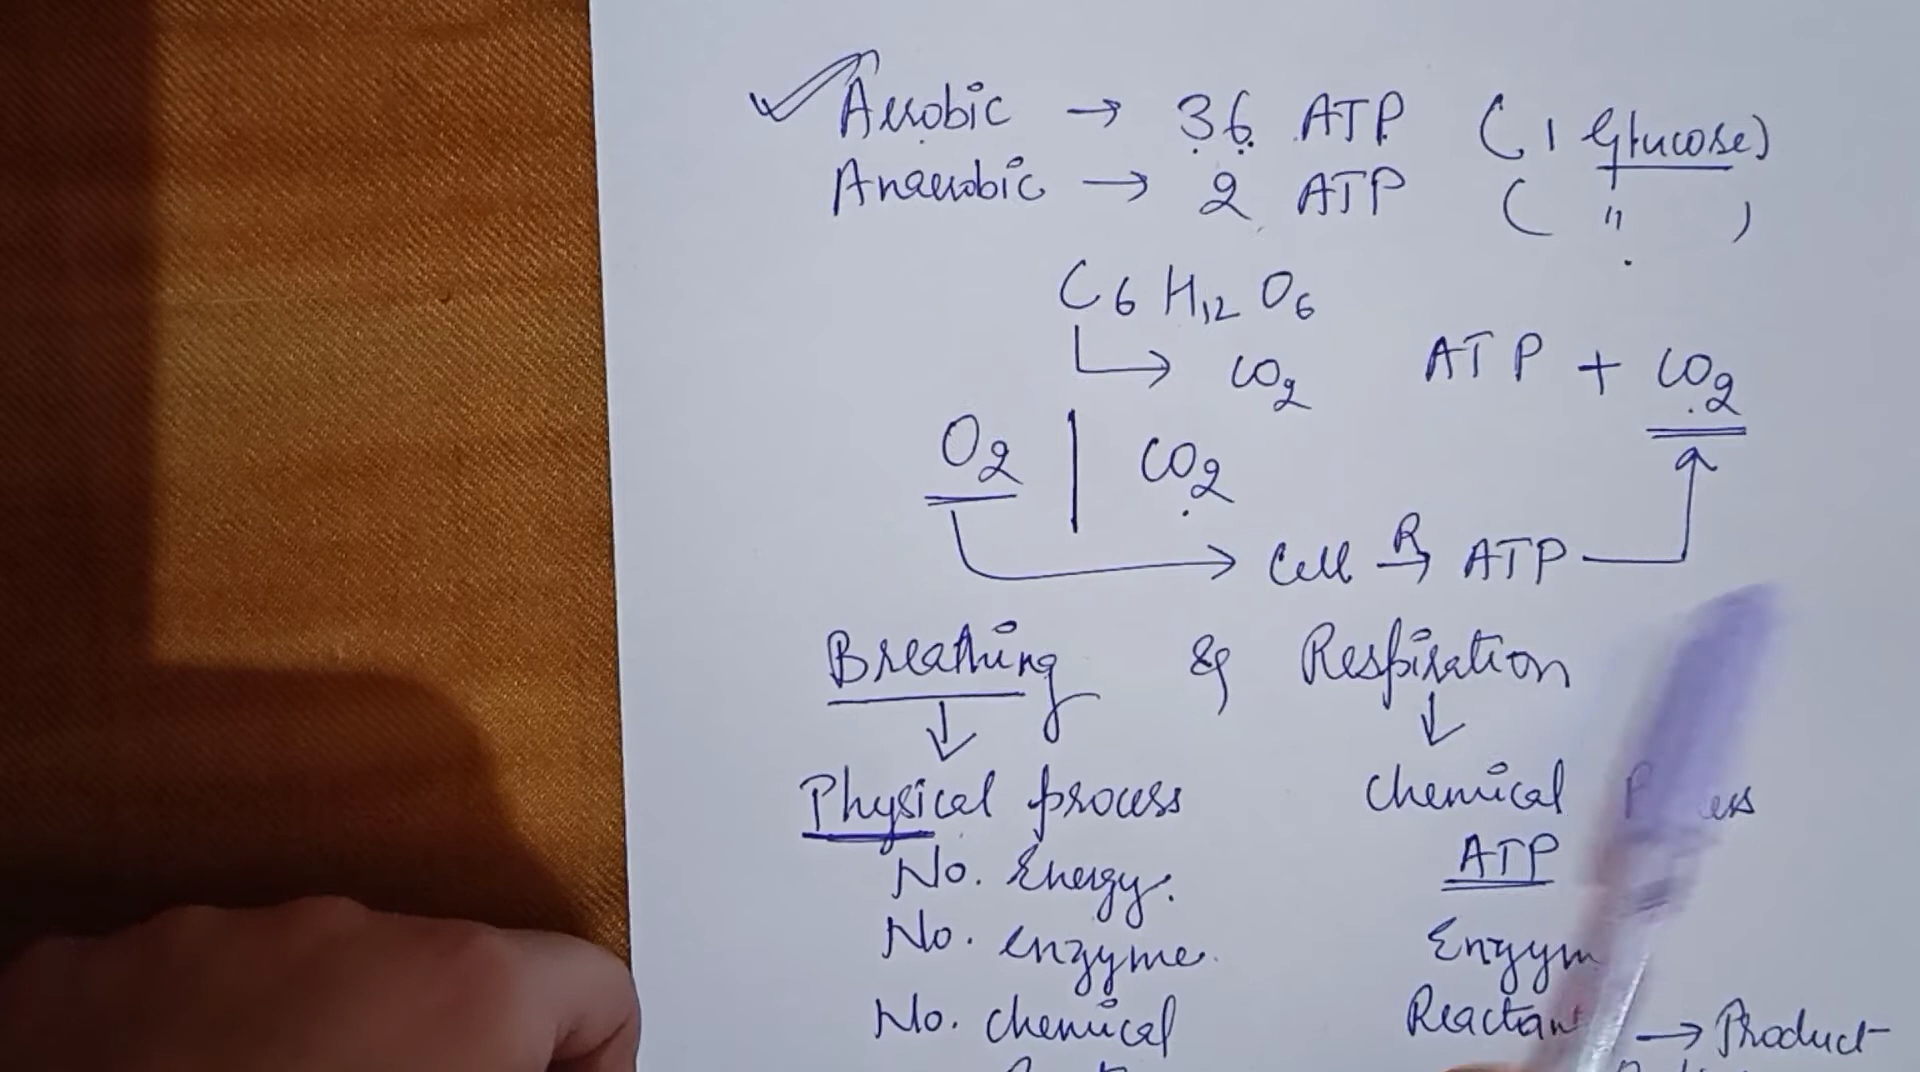 Aerobic → 36 ATP (1 Glucose)
Anaerobic → 2 ATP ( " )
C6 H12 O6
CO2 ATP + CO2
O2 | CO2
Cell R→ ATP
Breathing & Respiration
↓ ↓
Physical process Chemical
No. Energy. ATP
No. enzyme.
No. chemical → Product